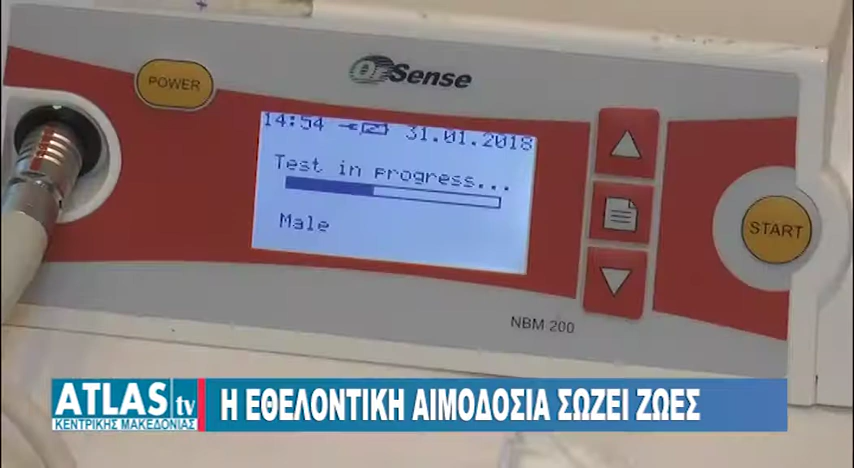 OrSense
POWER
14:54 31.01.2018
Test in progress...
Male
START
NBM 200
ATLAS tv
ΚΕΝΤΡΙΚΗΣ ΜΑΚΕΔΟΝΙΑΣ
Η ΕΘΕΛΟΝΤΙΚΗ ΑΙΜΟΔΟΣΙΑ ΣΩΖΕΙ ΖΩΕΣ